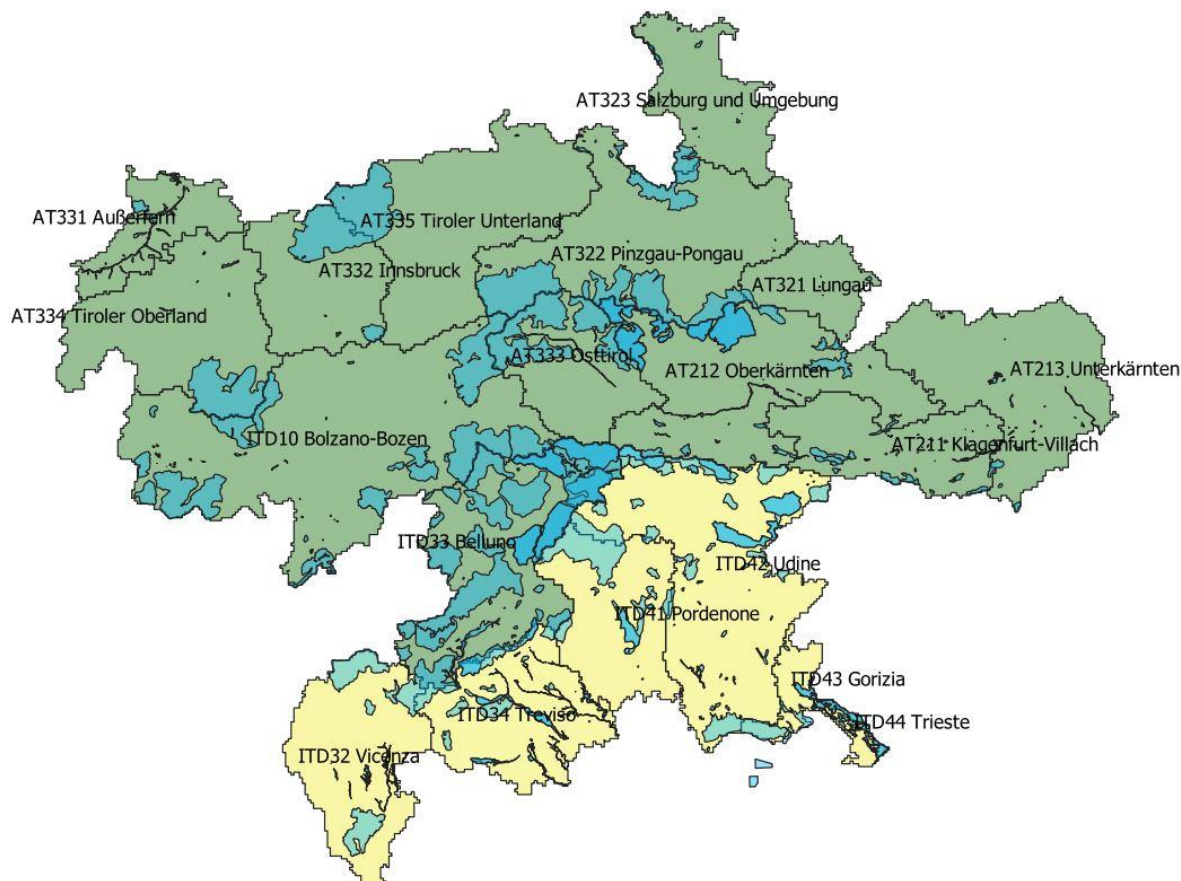 AT323 Salzburg und Umgebung
AT331 Außerfern
AT335 Tiroler Unterland
AT322 Pinzgau-Pongau
AT332 Innsbruck
AT321 Lungau
AT334 Tiroler Oberland
AT333 Osttirol
AT212 Oberkärnten
AT213 Unterkärnten
ITD10 Bolzano-Bozen
AT211 Klagenfurt-Villach
ITD33 Belluno
ITD42 Udine
ITD41 Pordenone
ITD43 Gorizia
ITD34 Treviso
ITD44 Trieste
ITD32 Vicenza